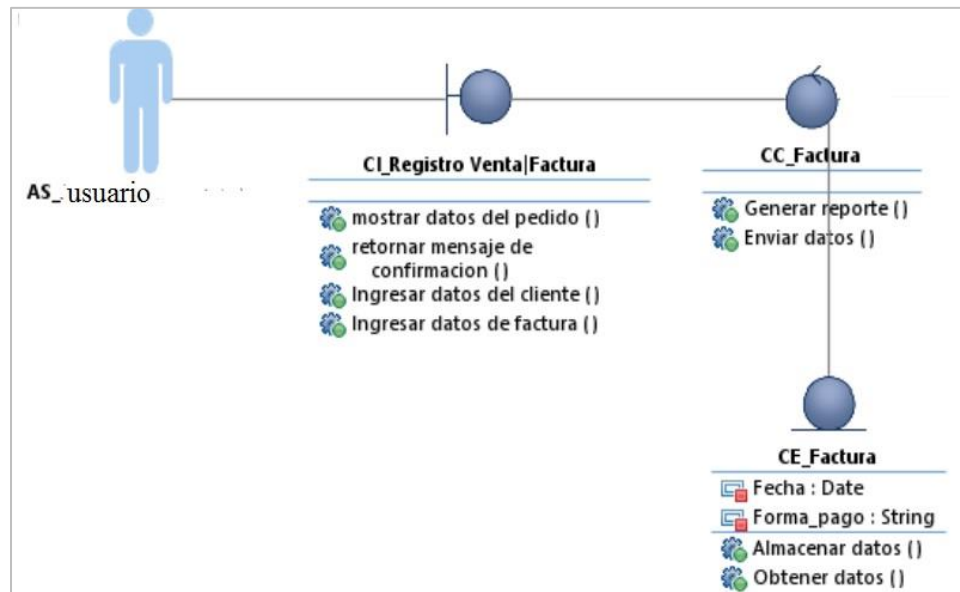 AS_usuario
CI_Registro Venta|Factura
mostrar datos del pedido ()
retornar mensaje de
confirmacion ()
Ingresar datos del cliente ()
Ingresar datos de factura ()
CC_Factura
Generar reporte ()
Enviar datos ()
CE_Factura
Fecha : Date
Forma_pago : String
Almacenar datos ()
Obtener datos ()